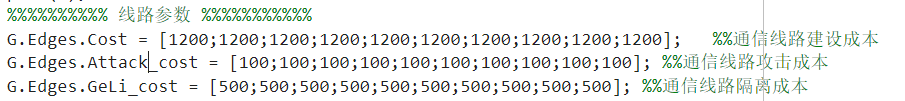 %%%%%%%%%% 线路参数 %%%%%%%%%%%
G.Edges.Cost = [1200;1200;1200;1200;1200;1200;1200;1200;1200;1200]; %%通信线路建设成本
G.Edges.Attack_cost = [100;100;100;100;100;100;100;100;100;100]; %%通信线路攻击成本
G.Edges.GeLi_cost = [500;500;500;500;500;500;500;500;500;500]; %%通信线路隔离成本